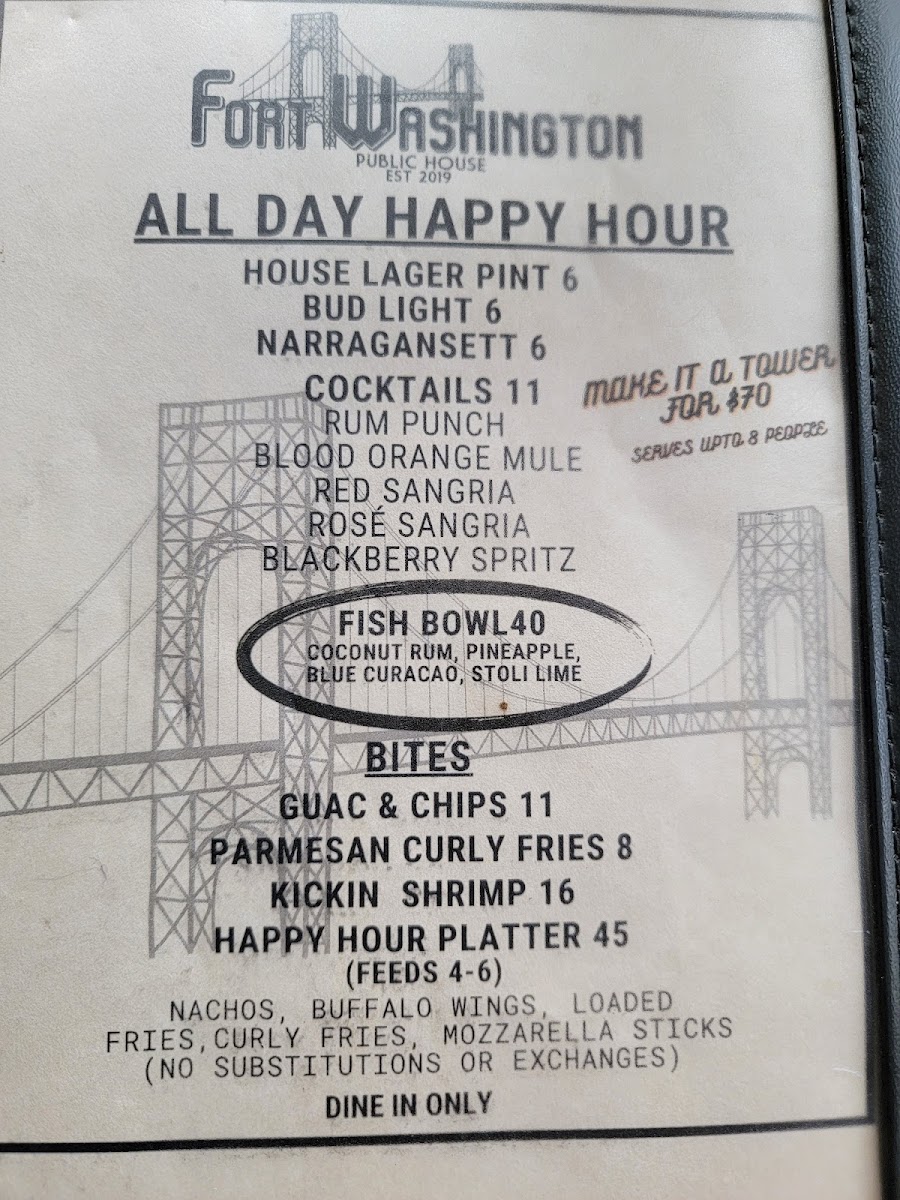 FORT WASHINGTON
PUBLIC HOUSE
EST 2019
ALL DAY HAPPY HOUR
HOUSE LAGER PINT 6
BUD LIGHT 6
NARRAGANSETT 6
COCKTAILS 11
MAKE IT A TOWER
FOR $70
SERVES UPTO 8 PEOPLE
RUM PUNCH
BLOOD ORANGE MULE
RED SANGRIA
ROSÉ SANGRIA
BLACKBERRY SPRITZ
FISH BOWL40
COCONUT RUM, PINEAPPLE,
BLUE CURACAO, STOLI LIME
BITES
GUAC & CHIPS 11
PARMESAN CURLY FRIES 8
KICKIN SHRIMP 16
HAPPY HOUR PLATTER 45
(FEEDS 4-6)
NACHOS, BUFFALO WINGS, LOADED
FRIES,CURLY FRIES, MOZZARELLA STICKS
(NO SUBSTITUTIONS OR EXCHANGES)
DINE IN ONLY